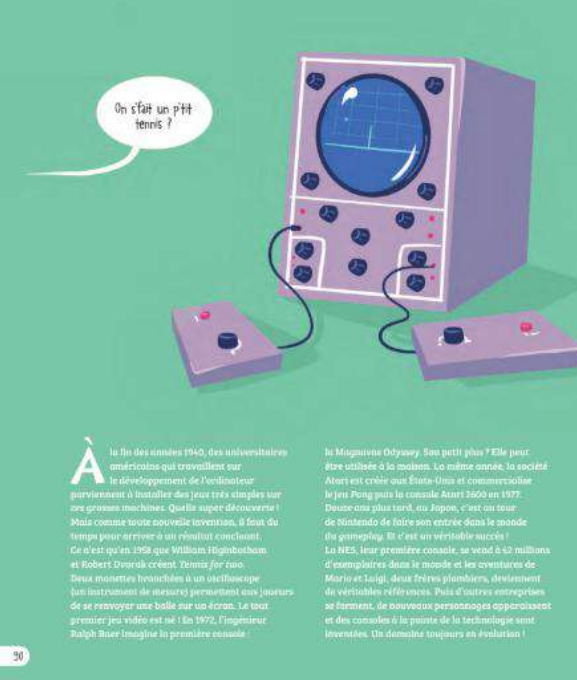 On s'fait un p'tit
tennis ?
À la fin des années 1940, des universitaires
américains qui travaillent sur
le développement de l'ordinateur
parviennent à installer des jeux très simples sur
ces grosses machines. Quelle super découverte !
Mais comme toute nouvelle invention, il faut du
temps pour arriver à un résultat concluant.
Ce n'est qu'en 1958 que William Higinbotham
et Robert Dvorak créent Tennis for two.
Deux manettes branchées à un oscilloscope
(un instrument de mesure) permettent aux joueurs
de se renvoyer une balle sur un écran. Le tout
premier jeu vidéo est né ! En 1972, l'ingénieur
Ralph Baer imagine la première console :
la Magnavox Odyssey. Son petit plus ? Elle peut
être utilisée à la maison. La même année, la société
Atari est créée aux États-Unis et commercialise
le jeu Pong puis la console Atari 2600 en 1977.
Douze ans plus tard, au Japon, c'est au tour
de Nintendo de faire son entrée dans le monde
du gameplay. Et c'est un véritable succès !
La NES, leur première console, se vend à 62 millions
d'exemplaires dans le monde et les aventures de
Mario et Luigi, deux frères plombiers, deviennent
de véritables références. Puis d'autres entreprises
se forment, de nouveaux personnages apparaissent
et des consoles à la pointe de la technologie sont
inventées. Un domaine toujours en évolution !
90